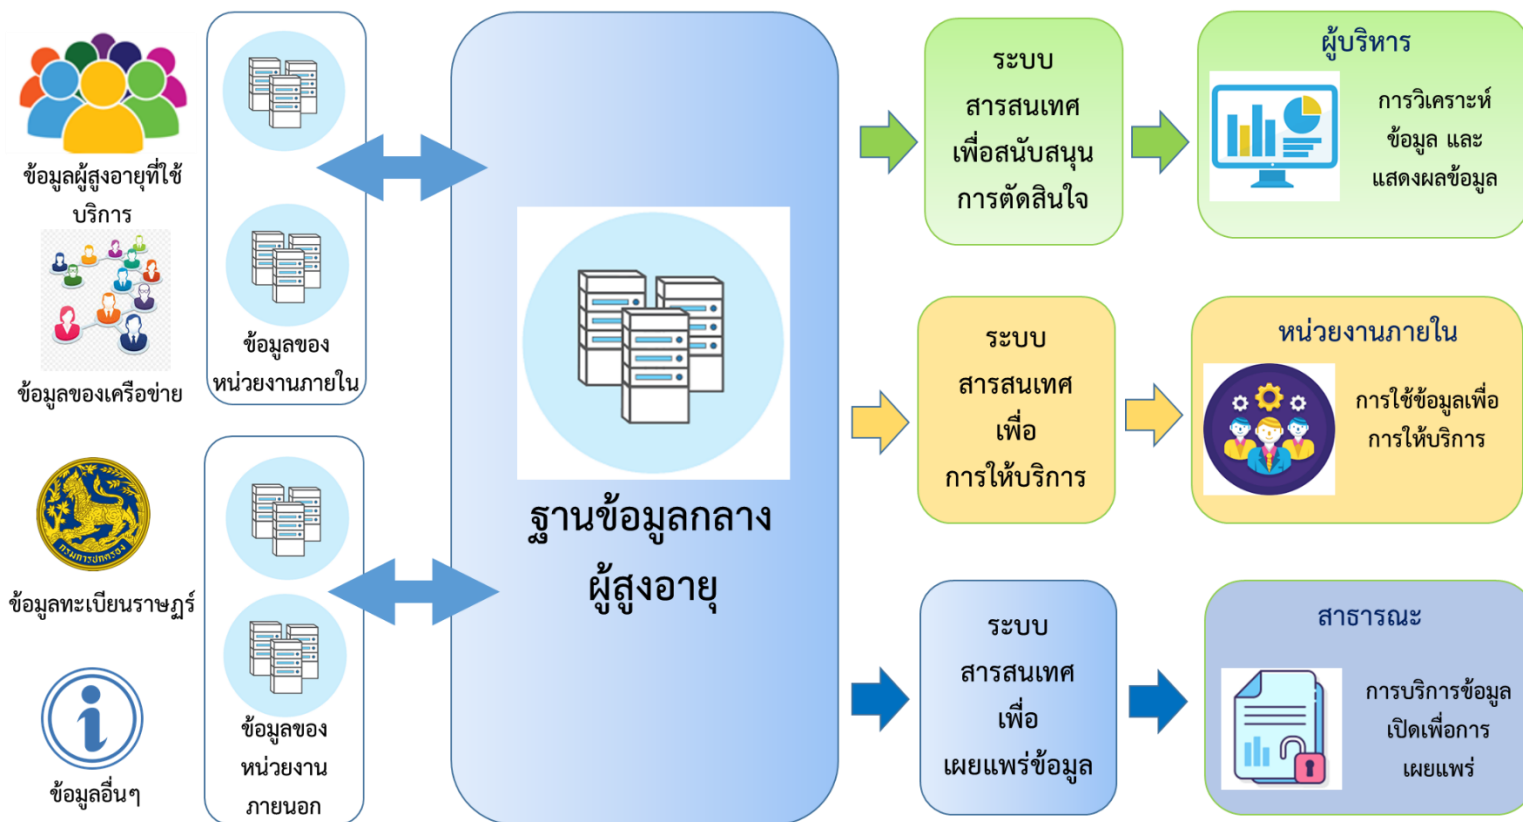 ข้อมูลผู้สูงอายุที่ใช้
บริการ
ข้อมูลของเครือข่าย
กรมการปกครอง
ข้อมูลทะเบียนราษฎร์
ข้อมูลอื่นๆ
ข้อมูลของ
หน่วยงานภายใน
ข้อมูลของ
หน่วยงาน
ภายนอก
ฐานข้อมูลกลาง
ผู้สูงอายุ
ระบบ
สารสนเทศ
เพื่อสนับสนุน
การตัดสินใจ
ผู้บริหาร
การวิเคราะห์
ข้อมูล และ
แสดงผลข้อมูล
ระบบ
สารสนเทศ
เพื่อ
การให้บริการ
หน่วยงานภายใน
การใช้ข้อมูลเพื่อ
การให้บริการ
ระบบ
สารสนเทศ
เพื่อ
เผยแพร่ข้อมูล
สาธารณะ
การบริการข้อมูล
เปิดเพื่อการ
เผยแพร่